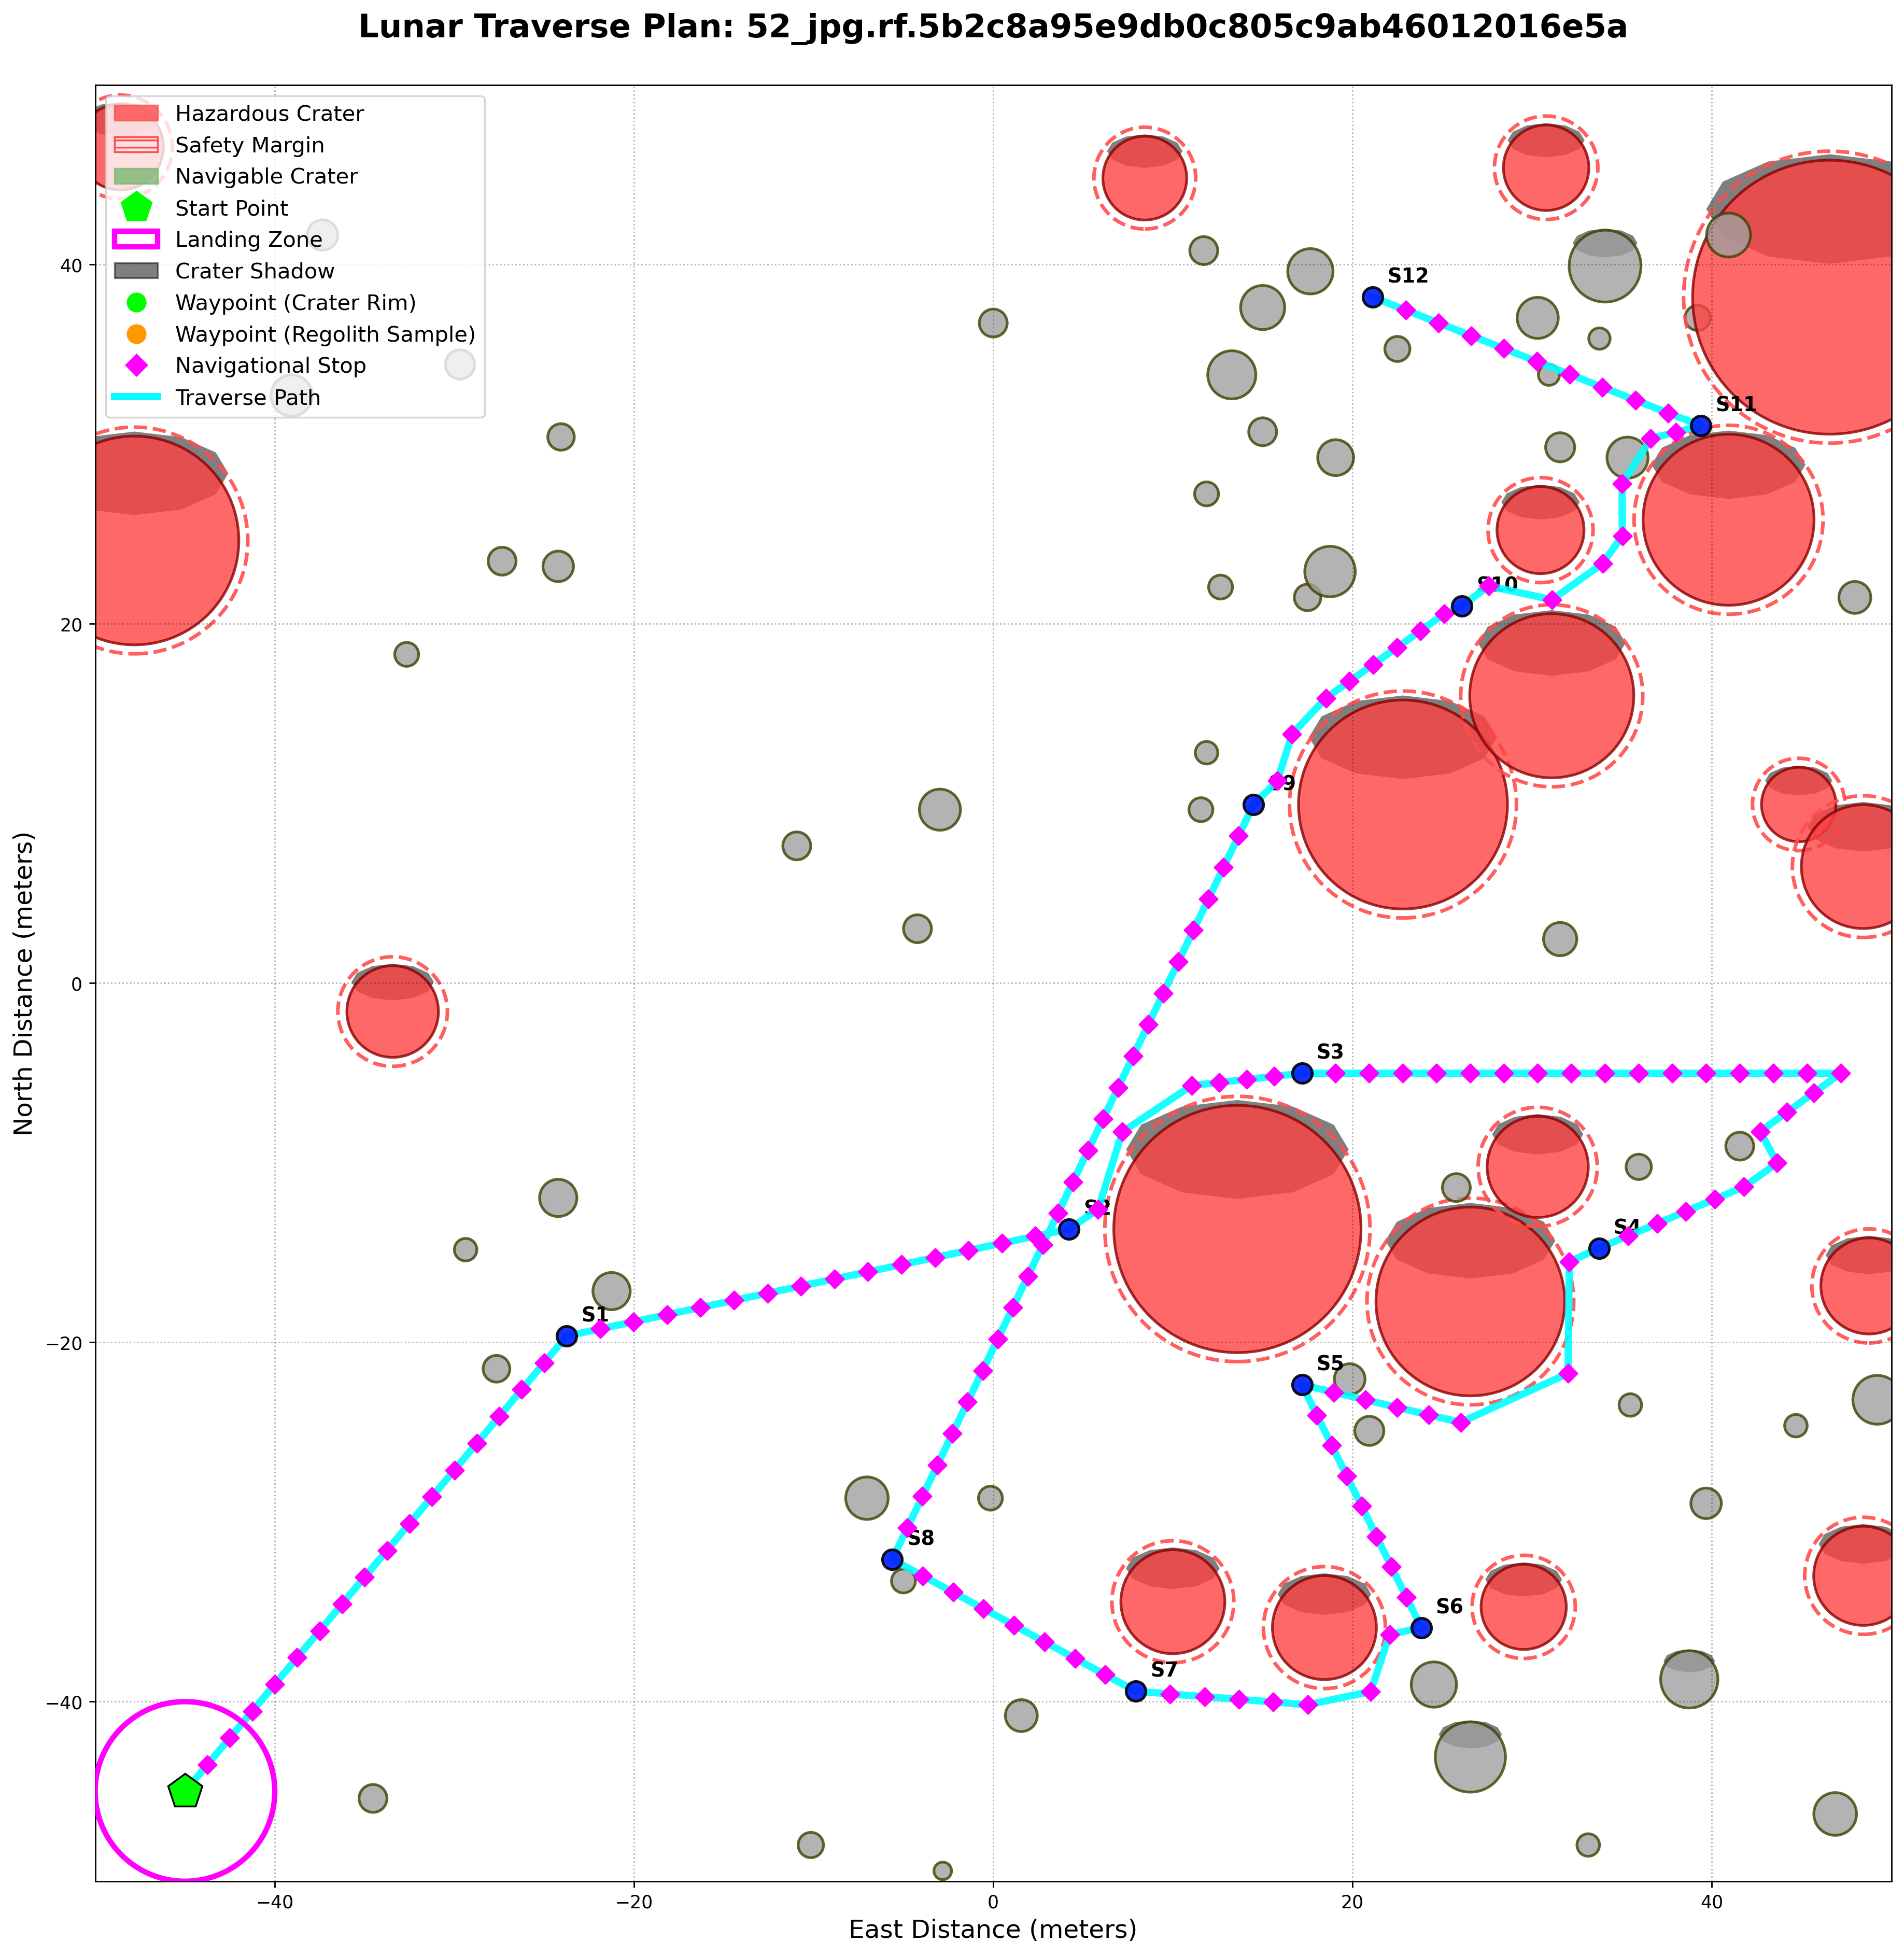 Lunar Traverse Plan: 52_jpg.rf.5b2c8a95e9db0c805c9ab46012016e5a
Hazardous Crater
Safety Margin
Navigable Crater
Start Point
Landing Zone
Crater Shadow
Waypoint (Crater Rim)
Waypoint (Regolith Sample)
Navigational Stop
Traverse Path
S12
S11
S10
S9
S3
S2
S4
S1
S5
S8
S6
S7
40
20
0
−20
−40
North Distance (meters)
−40
−20
0
20
40
East Distance (meters)